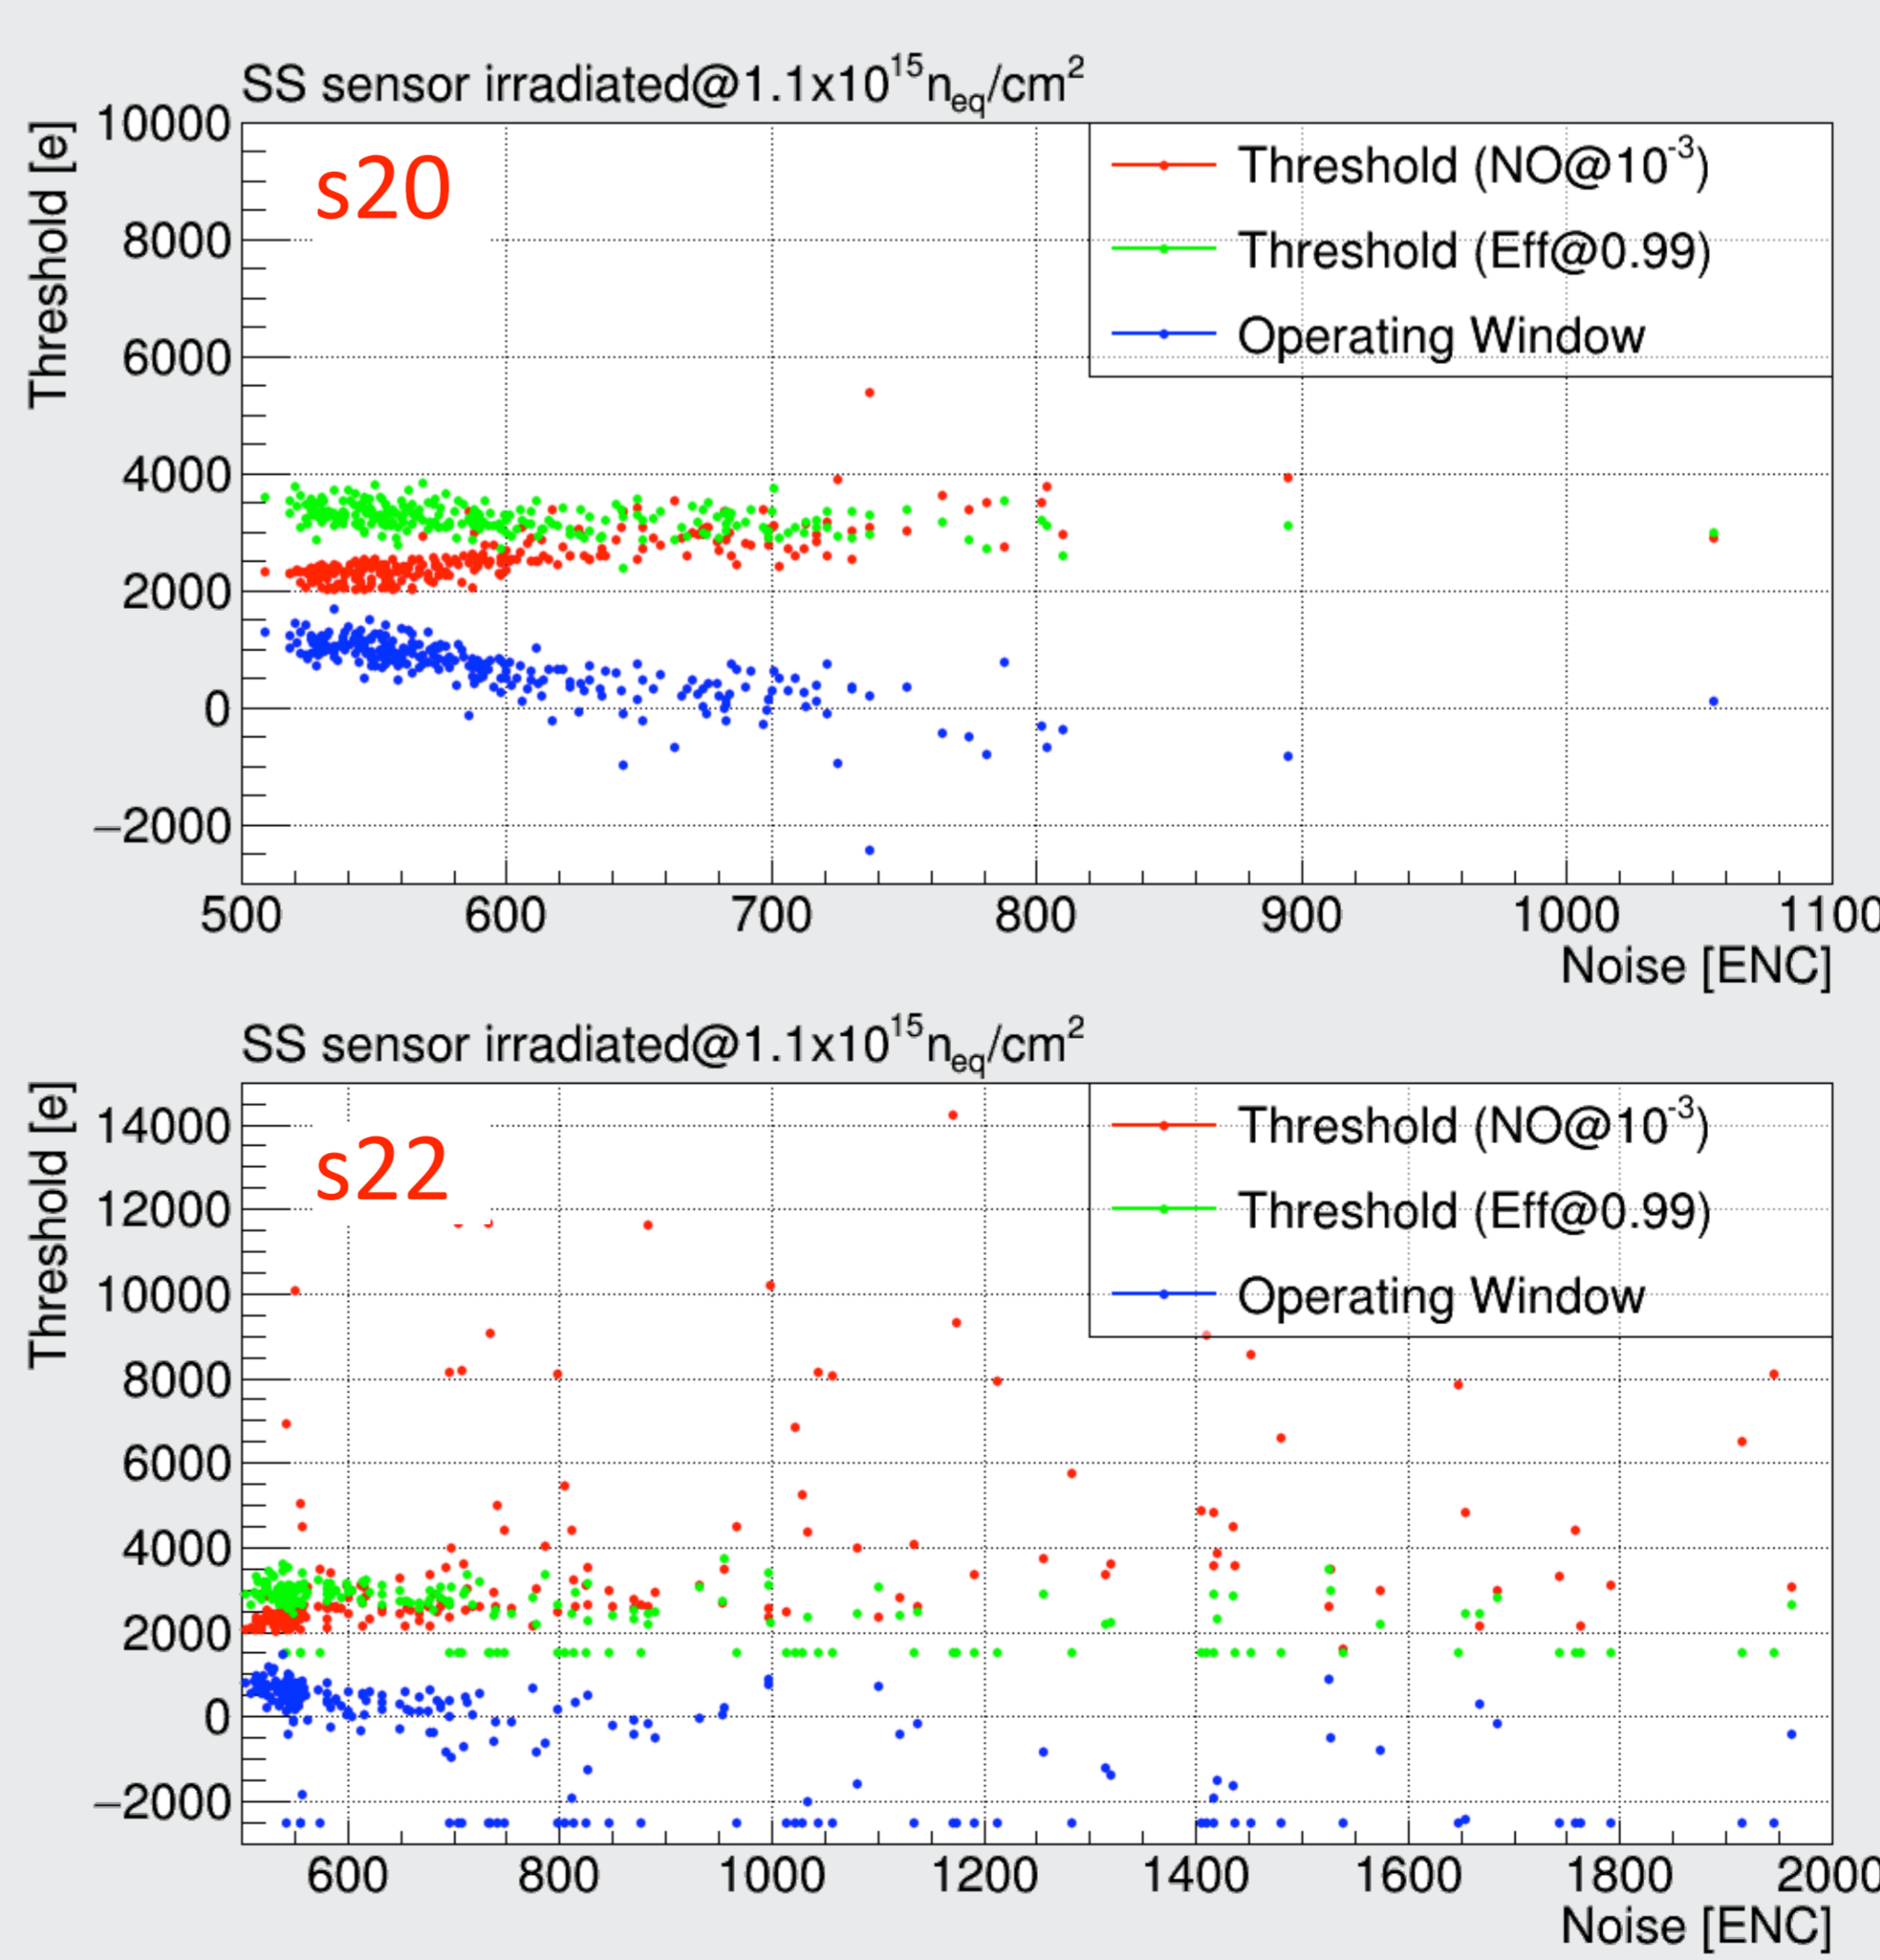 SS sensor irradiated@1.1x10¹⁵nₑq/cm²
Threshold [e]
s20
10000
8000
6000
4000
2000
0
−2000
Threshold (NO@10⁻³)
Threshold (Eff@0.99)
Operating Window
500 600 700 800 900 1000 1100
Noise [ENC]
SS sensor irradiated@1.1x10¹⁵nₑq/cm²
Threshold [e]
s22
14000
12000
10000
8000
6000
4000
2000
0
−2000
Threshold (NO@10⁻³)
Threshold (Eff@0.99)
Operating Window
600 800 1000 1200 1400 1600 1800 2000
Noise [ENC]